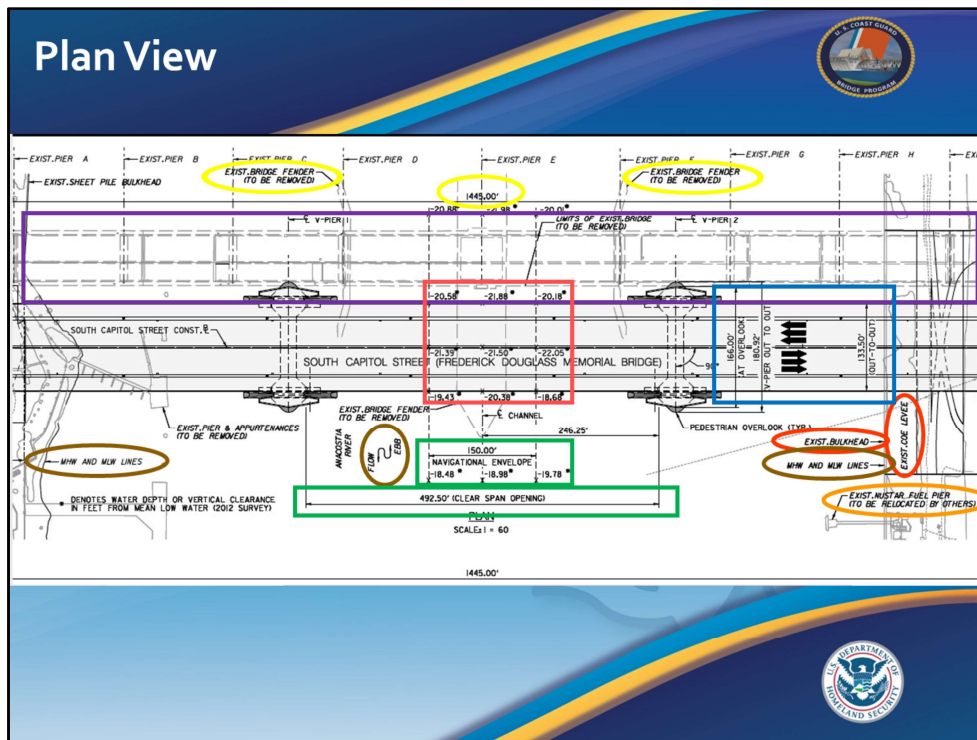 Plan View
U.S. COAST GUARD
BRIDGE PROGRAM
EXIST.PIER A
EXIST.PIER B
EXIST.PIER C
EXIST.PIER D
EXIST.PIER E
EXIST.PIER F
EXIST.PIER G
EXIST.PIER H
EXIST.SHEET PILE BULKHEAD
EXIST.BRIDGE FENDER
(TO BE REMOVED)
1445.00'
EXIST.BRIDGE FENDER
(TO BE REMOVED)
-20.88* -21.98* -20.01*
℄ V-PIER
LIMITS OF EXIST.BRIDGE
(TO BE REMOVED)
℄ V-PIER 2
-20.58* -21.88* -20.18*
SOUTH CAPITOL STREET CONST.℄
-21.39* -21.50* -22.05*
SOUTH CAPITOL STREET (FREDERICK DOUGLASS MEMORIAL BRIDGE)
90°
166.00'
(AT OVERLOOK)
180.92'
V-PIER OUT TO OUT
133.50'
(OUT-TO-OUT)
-19.43* -20.38* -18.68*
EXIST.BRIDGE FENDER
(TO BE REMOVED)
℄ CHANNEL
PEDESTRIAN OVERLOOK (TYP.)
EXIST.PIER & APPURTENANCES
(TO BE REMOVED)
246.25'
ANACOSTIA
RIVER
FLOW
EBB
EXIST.BULKHEAD
EXIST.COE LEVEE
MHW AND MLW LINES
150.00'
NAVIGATIONAL ENVELOPE
MHW AND MLW LINES
-18.48* -18.98* -19.78*
* DENOTES WATER DEPTH OR VERTICAL CLEARANCE
IN FEET FROM MEAN LOW WATER (2012 SURVEY)
492.50' (CLEAR SPAN OPENING)
EXIST.NUSTAR FUEL PIER
(TO BE RELOCATED BY OTHERS)
PLAN
SCALE:1 = 60
1445.00'
U.S. DEPARTMENT OF
HOMELAND SECURITY